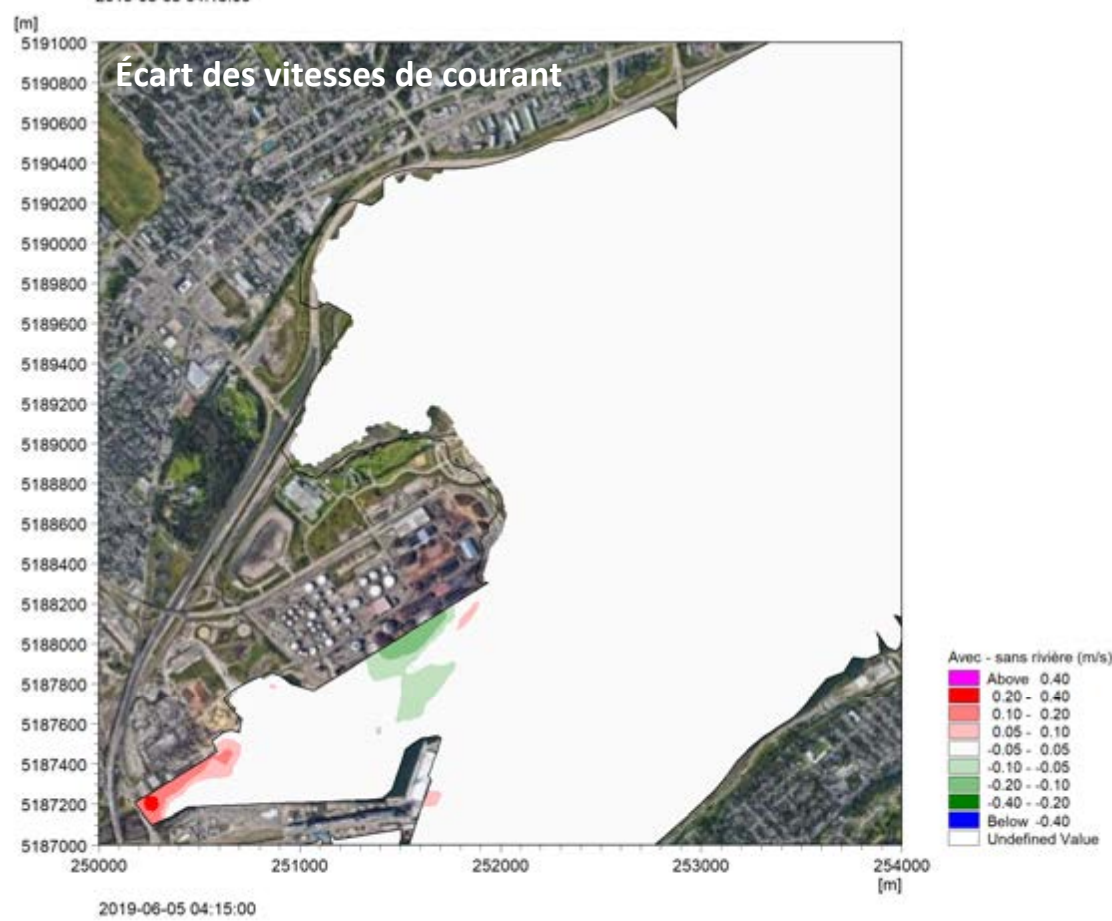 [m]
Écart des vitesses de courant
5191000
5190800
5190600
5190400
5190200
5190000
5189800
5189600
5189400
5189200
5189000
5188800
5188600
5188400
5188200
5188000
5187800
5187600
5187400
5187200
5187000
250000 251000 252000 253000 254000
[m]
2019-06-05 04:15:00
Avec - sans rivière (m/s)
Above 0.40
0.20 - 0.40
0.10 - 0.20
0.05 - 0.10
-0.05 - 0.05
-0.10 - -0.05
-0.20 - -0.10
-0.40 - -0.20
Below -0.40
Undefined Value